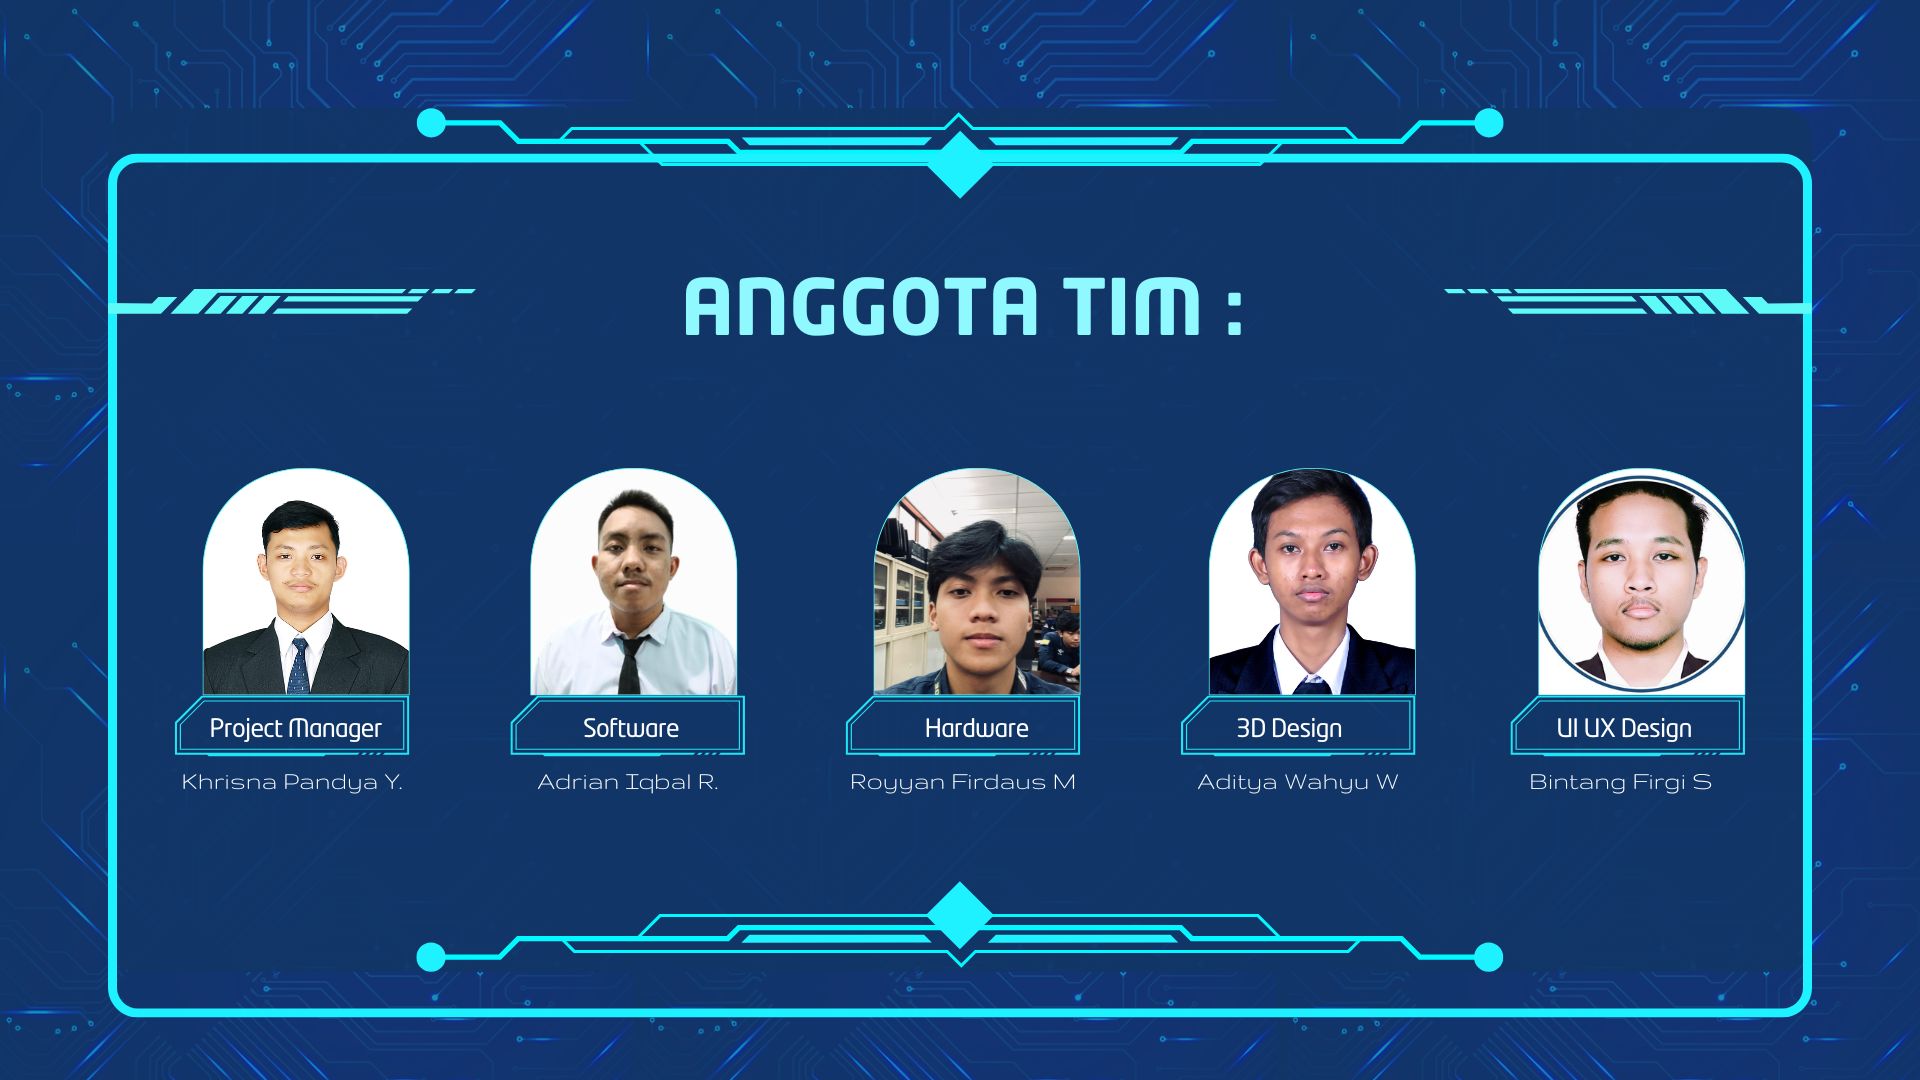 ANGGOTA TIM :
Project Manager
Khrisna Pandya Y.
Software
Adrian Iqbal R.
Hardware
Royyan Firdaus M
3D Design
Aditya Wahyu W
UI UX Design
Bintang Firgi S